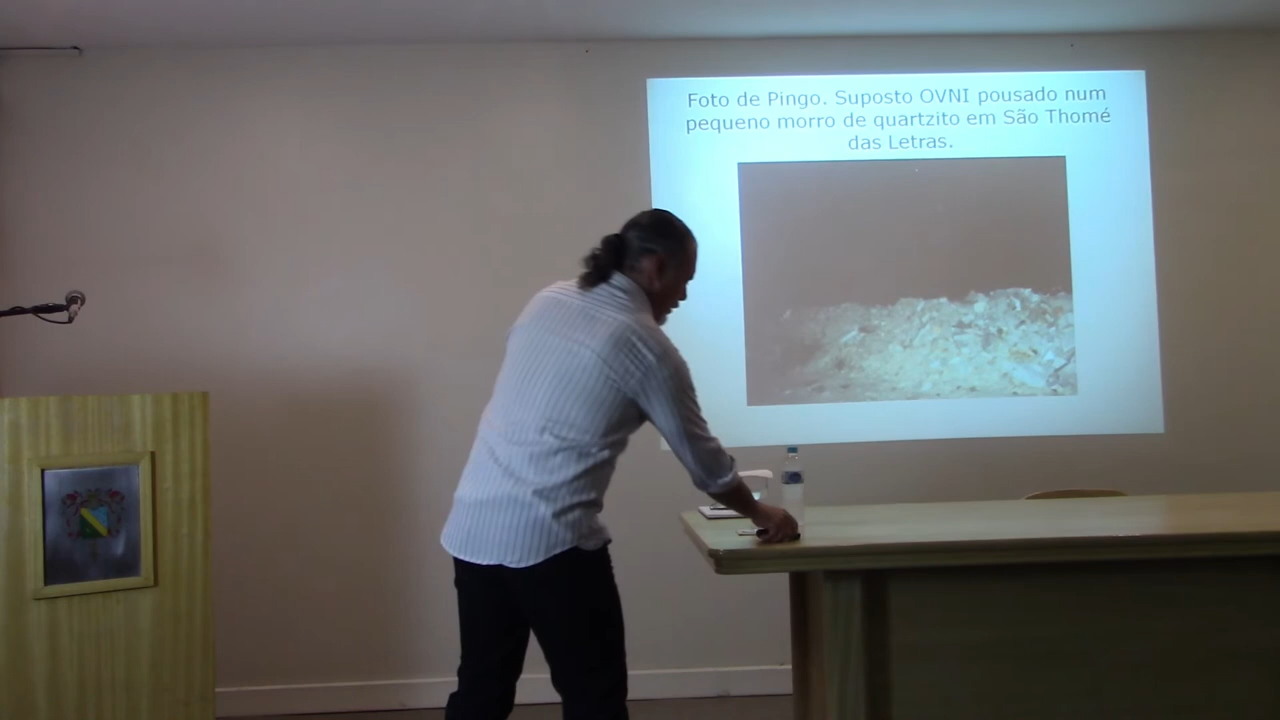 Foto de Pingo. Suposto OVNI pousado num
pequeno morro de quartzito em São Thomé
das Letras.